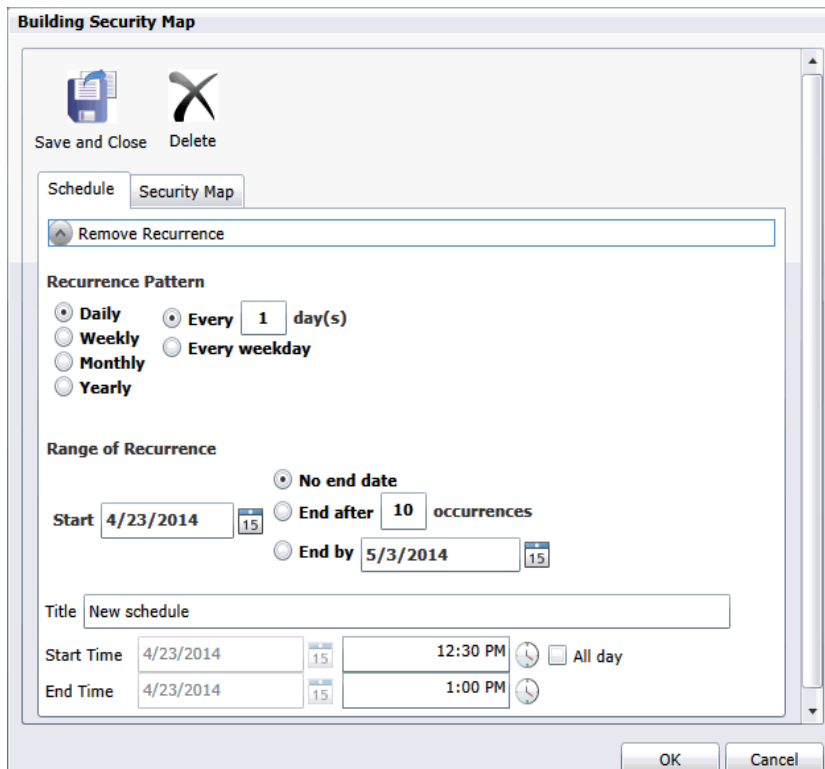 Building Security Map
Save and Close
Delete
Schedule
Security Map
Remove Recurrence
Recurrence Pattern
Daily
Every 1 day(s)
Weekly
Every weekday
Monthly
Yearly
Range of Recurrence
No end date
Start 4/23/2014 15
End after 10 occurrences
End by 5/3/2014 15
Title New schedule
Start Time 4/23/2014 15 12:30 PM All day
End Time 4/23/2014 15 1:00 PM
OK
Cancel